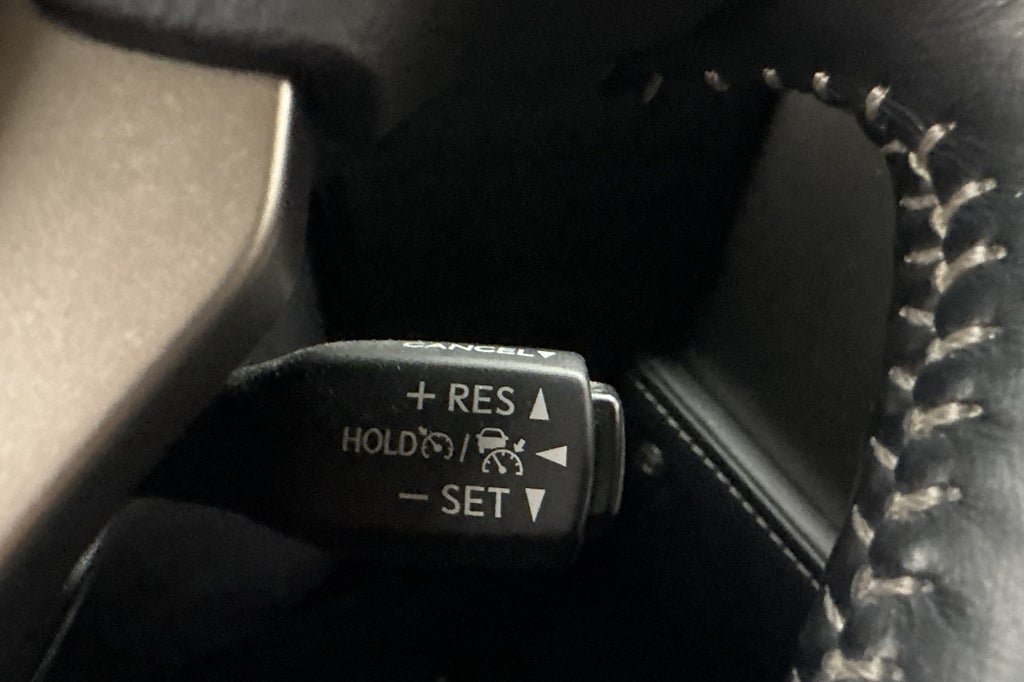 CANCEL▼
+ RES ▲
HOLD / ◀
− SET ▼